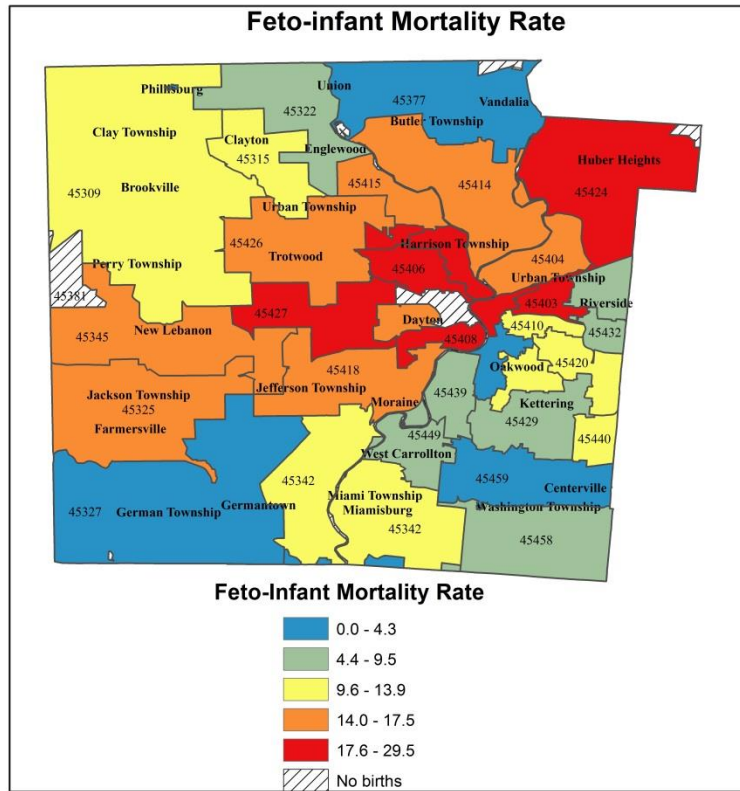 Feto-infant Mortality Rate
Phillisburg
Union
45322
45377
Vandalia
Butler Township
Clay Township
Clayton
45315
Englewood
Huber Heights
45309
Brookville
45415
45414
45424
Urban Township
45426
Trotwood
Harrison Township
45406
45404
Perry Township
Urban Township
45381
45427
45403
Riverside
New Lebanon
Dayton
45410
45432
45345
45408
45418
Oakwood
45420
Jackson Township
Jefferson Township
45439
45325
Moraine
Kettering
Farmersville
45449
45429
45440
West Carrollton
45342
45459
Centerville
45327
German Township
Germantown
Miami Township
Miamisburg
Washington Township
45342
45458
Feto-Infant Mortality Rate
0.0 - 4.3
4.4 - 9.5
9.6 - 13.9
14.0 - 17.5
17.6 - 29.5
No births